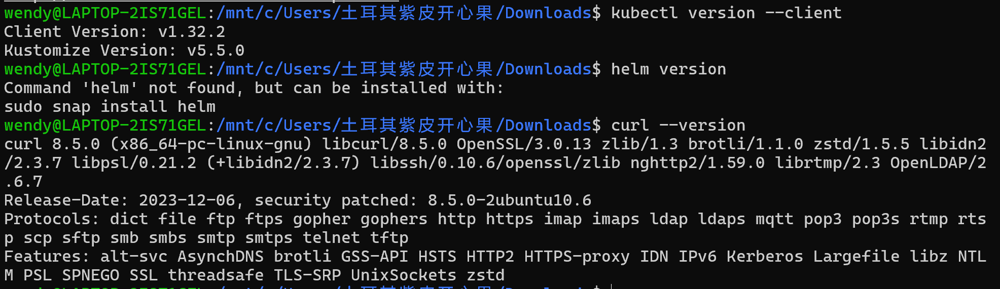 wendy@LAPTOP-2IS71GEL:/mnt/c/Users/土耳其紫皮开心果/Downloads$ kubectl version --client
Client Version: v1.32.2
Kustomize Version: v5.5.0
wendy@LAPTOP-2IS71GEL:/mnt/c/Users/土耳其紫皮开心果/Downloads$ helm version
Command 'helm' not found, but can be installed with:
sudo snap install helm
wendy@LAPTOP-2IS71GEL:/mnt/c/Users/土耳其紫皮开心果/Downloads$ curl --version
curl 8.5.0 (x86_64-pc-linux-gnu) libcurl/8.5.0 OpenSSL/3.0.13 zlib/1.3 brotli/1.1.0 zstd/1.5.5 libidn2
/2.3.7 libpsl/0.21.2 (+libidn2/2.3.7) libssh/0.10.6/openssl/zlib nghttp2/1.59.0 librtmp/2.3 OpenLDAP/2
.6.7
Release-Date: 2023-12-06, security patched: 8.5.0-2ubuntu10.6
Protocols: dict file ftp ftps gopher gophers http https imap imaps ldap ldaps mqtt pop3 pop3s rtmp rts
p scp sftp smb smbs smtp smtps telnet tftp
Features: alt-svc AsynchDNS brotli GSS-API HSTS HTTP2 HTTPS-proxy IDN IPv6 Kerberos Largefile libz NTL
M PSL SPNEGO SSL threadsafe TLS-SRP UnixSockets zstd